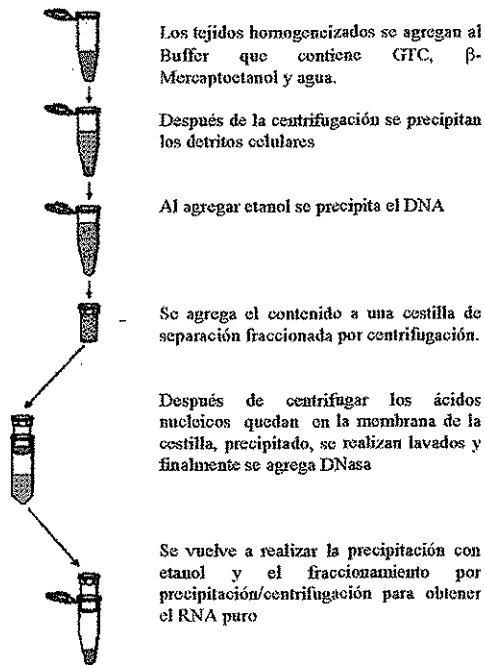 Los tejidos homogeneizados se agregan al
Buffer que contiene GTC, β-
Mercaptoetanol y agua.
Después de la centrifugación se precipitan
los detritos celulares
Al agregar etanol se precipita el DNA
Se agrega el contenido a una cestilla de
separación fraccionada por centrifugación.
Después de centrifugar los ácidos
nucleicos quedan en la membrana de la
cestilla, precipitado, se realizan lavados y
finalmente se agrega DNasa
Se vuelve a realizar la precipitación con
etanol y el fraccionamiento por
precipitación/centrifugación para obtener
el RNA puro